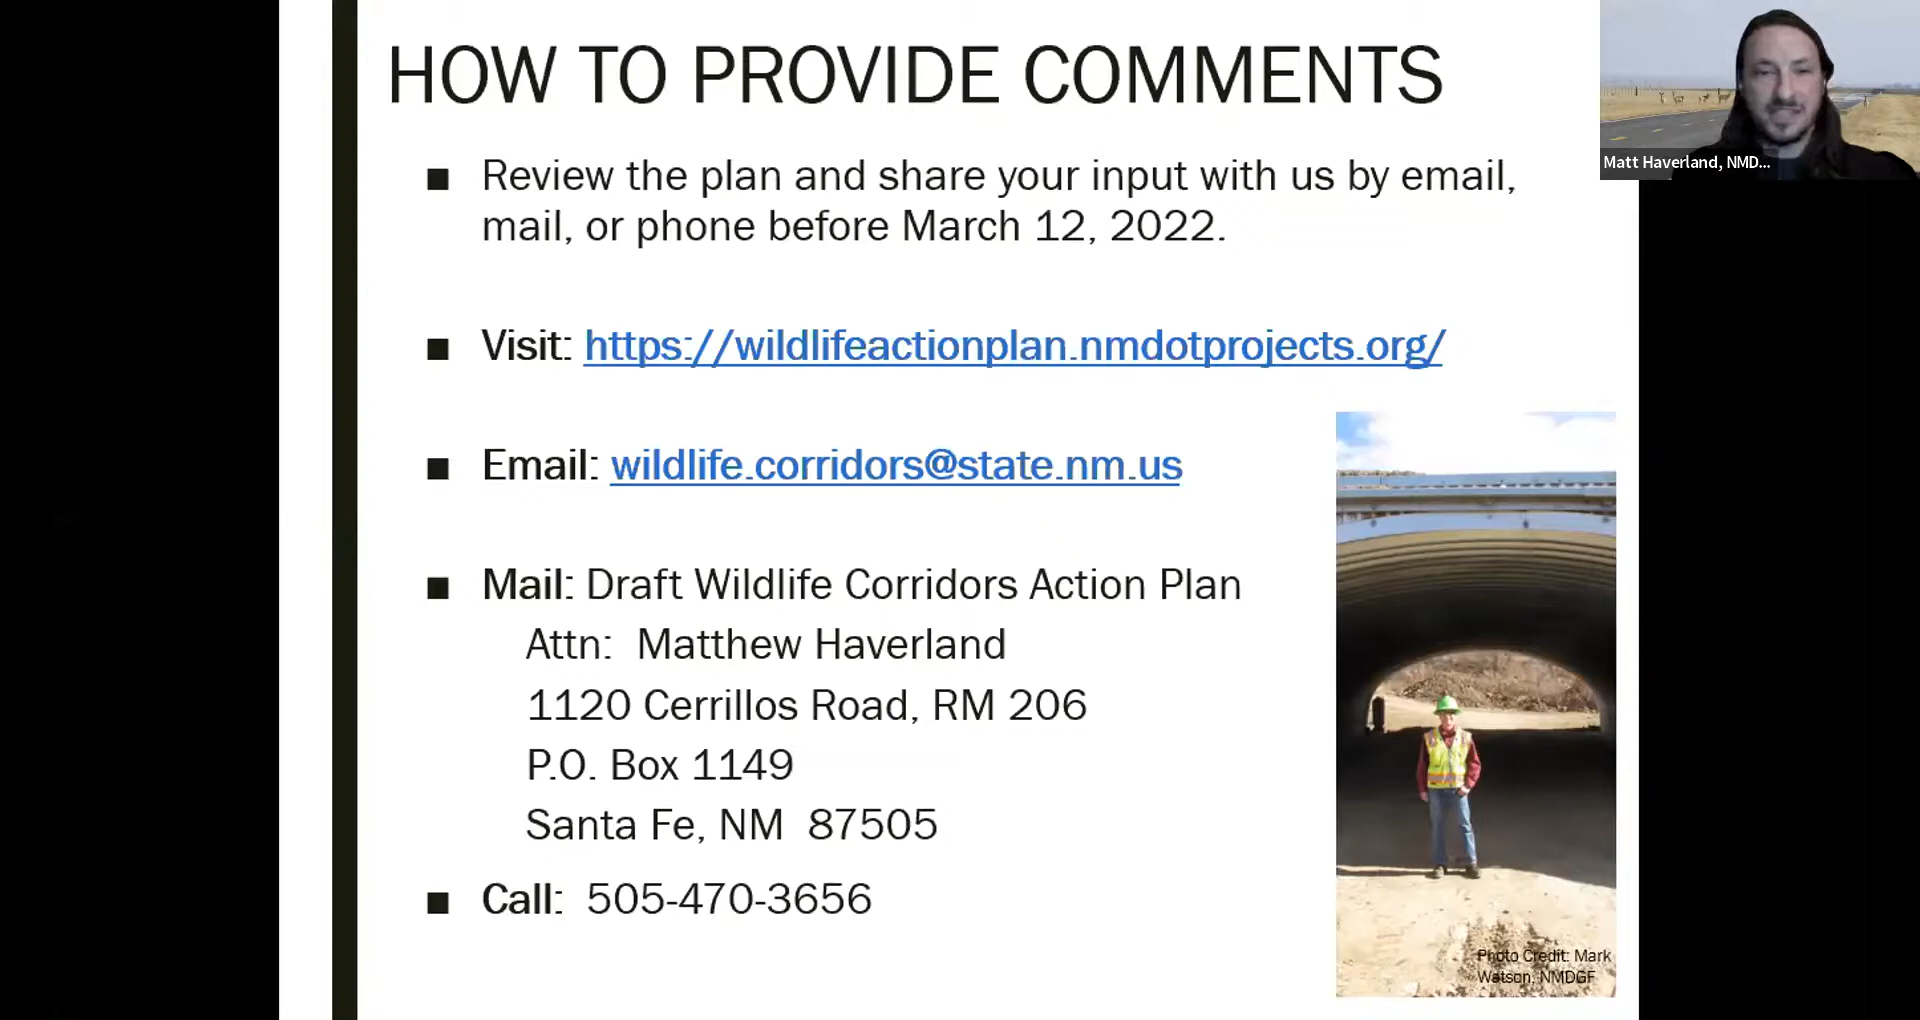 HOW TO PROVIDE COMMENTS
Matt Haverland, NMD...
■ Review the plan and share your input with us by email,
mail, or phone before March 12, 2022.
■ Visit: https://wildlifeactionplan.nmdotprojects.org/
■ Email: wildlife.corridors@state.nm.us
■ Mail: Draft Wildlife Corridors Action Plan
Attn: Matthew Haverland
1120 Cerrillos Road, RM 206
P.O. Box 1149
Santa Fe, NM 87505
■ Call: 505-470-3656
Photo Credit: Mark
Watson, NMDGF